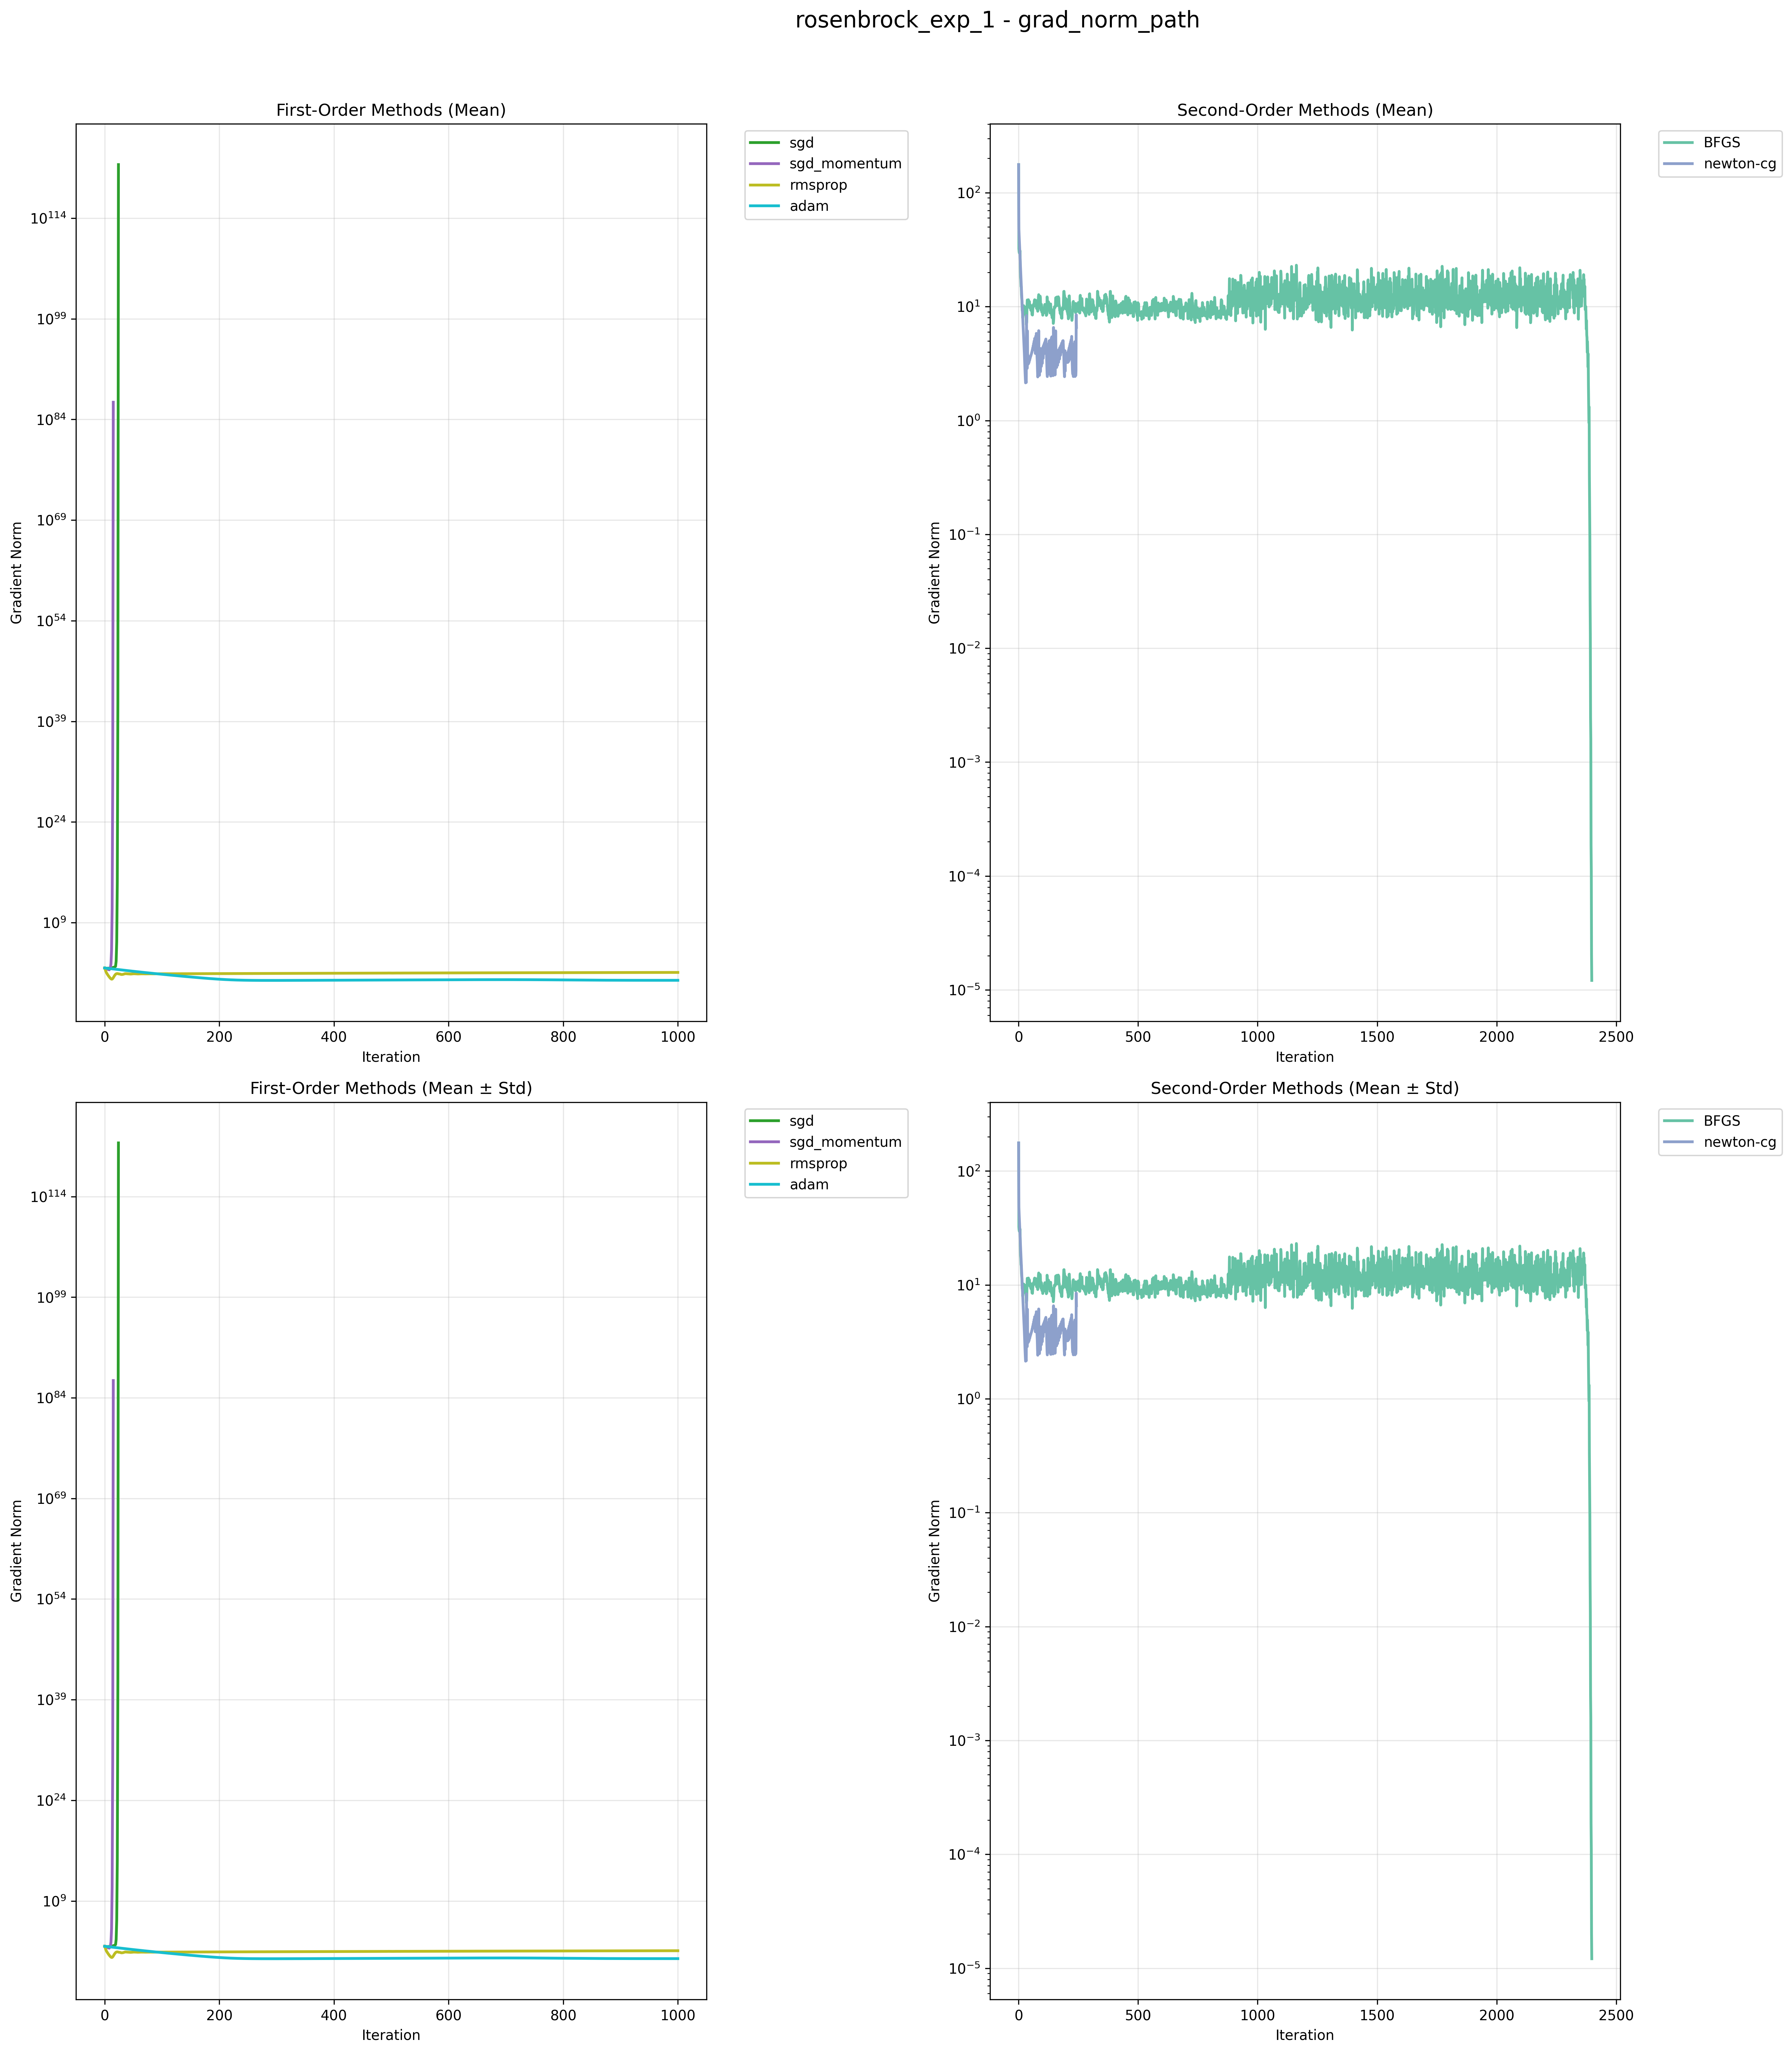 rosenbrock_exp_1 - grad_norm_path
First-Order Methods (Mean)
Gradient Norm
10^114
10^99
10^84
10^69
10^54
10^39
10^24
10^9
0 200 400 600 800 1000
Iteration
sgd
sgd_momentum
rmsprop
adam
Second-Order Methods (Mean)
Gradient Norm
10^2
10^1
10^0
10^-1
10^-2
10^-3
10^-4
10^-5
0 500 1000 1500 2000 2500
Iteration
BFGS
newton-cg
First-Order Methods (Mean ± Std)
Gradient Norm
10^114
10^99
10^84
10^69
10^54
10^39
10^24
10^9
0 200 400 600 800 1000
Iteration
sgd
sgd_momentum
rmsprop
adam
Second-Order Methods (Mean ± Std)
Gradient Norm
10^2
10^1
10^0
10^-1
10^-2
10^-3
10^-4
10^-5
0 500 1000 1500 2000 2500
Iteration
BFGS
newton-cg